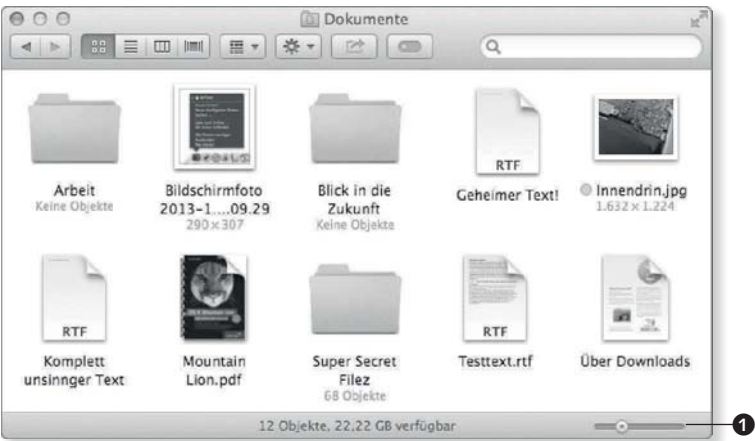 Dokumente
RTF
Arbeit
Keine Objekte
Bildschirmfoto
2013-1.....09.29
290 × 307
Blick in die
Zukunft
Keine Objekte
Geheimer Text!
Innendrin.jpg
1.632 × 1.224
RTF
RTF
Komplett
unsinnger Text
Mountain
Lion.pdf
Super Secret
Filez
68 Objekte
Testtext.rtf
Über Downloads
12 Objekte, 22,22 GB verfügbar
1